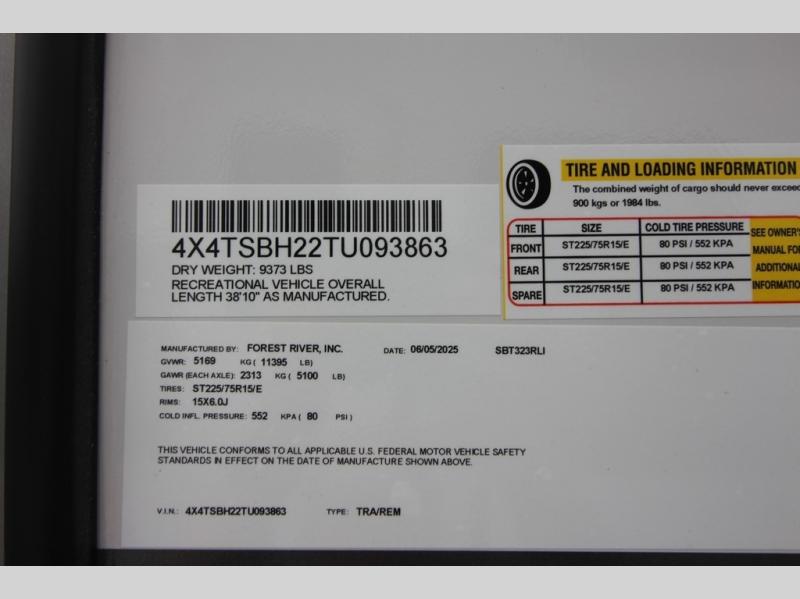 TIRE AND LOADING INFORMATION
The combined weight of cargo should never exceed
900 kgs or 1984 lbs.
TIRE SIZE COLD TIRE PRESSURE SEE OWNER'S
FRONT ST225/75R15/E 80 PSI / 552 KPA MANUAL FOR
REAR ST225/75R15/E 80 PSI / 552 KPA ADDITIONAL
SPARE ST225/75R15/E 80 PSI / 552 KPA INFORMATION
4X4TSBH22TU093863
DRY WEIGHT: 9373 LBS
RECREATIONAL VEHICLE OVERALL
LENGTH 38'10" AS MANUFACTURED.
MANUFACTURED BY: FOREST RIVER, INC. DATE: 06/05/2025 SBT323RLI
GVWR: 5169 KG ( 11395 LB)
GAWR (EACH AXLE): 2313 KG ( 5100 LB)
TIRES: ST225/75R15/E
RIMS: 15X6.0J
COLD INFL. PRESSURE: 552 KPA ( 80 PSI )
THIS VEHICLE CONFORMS TO ALL APPLICABLE U.S. FEDERAL MOTOR VEHICLE SAFETY
STANDARDS IN EFFECT ON THE DATE OF MANUFACTURE SHOWN ABOVE.
V.I.N.: 4X4TSBH22TU093863 TYPE: TRA/REM